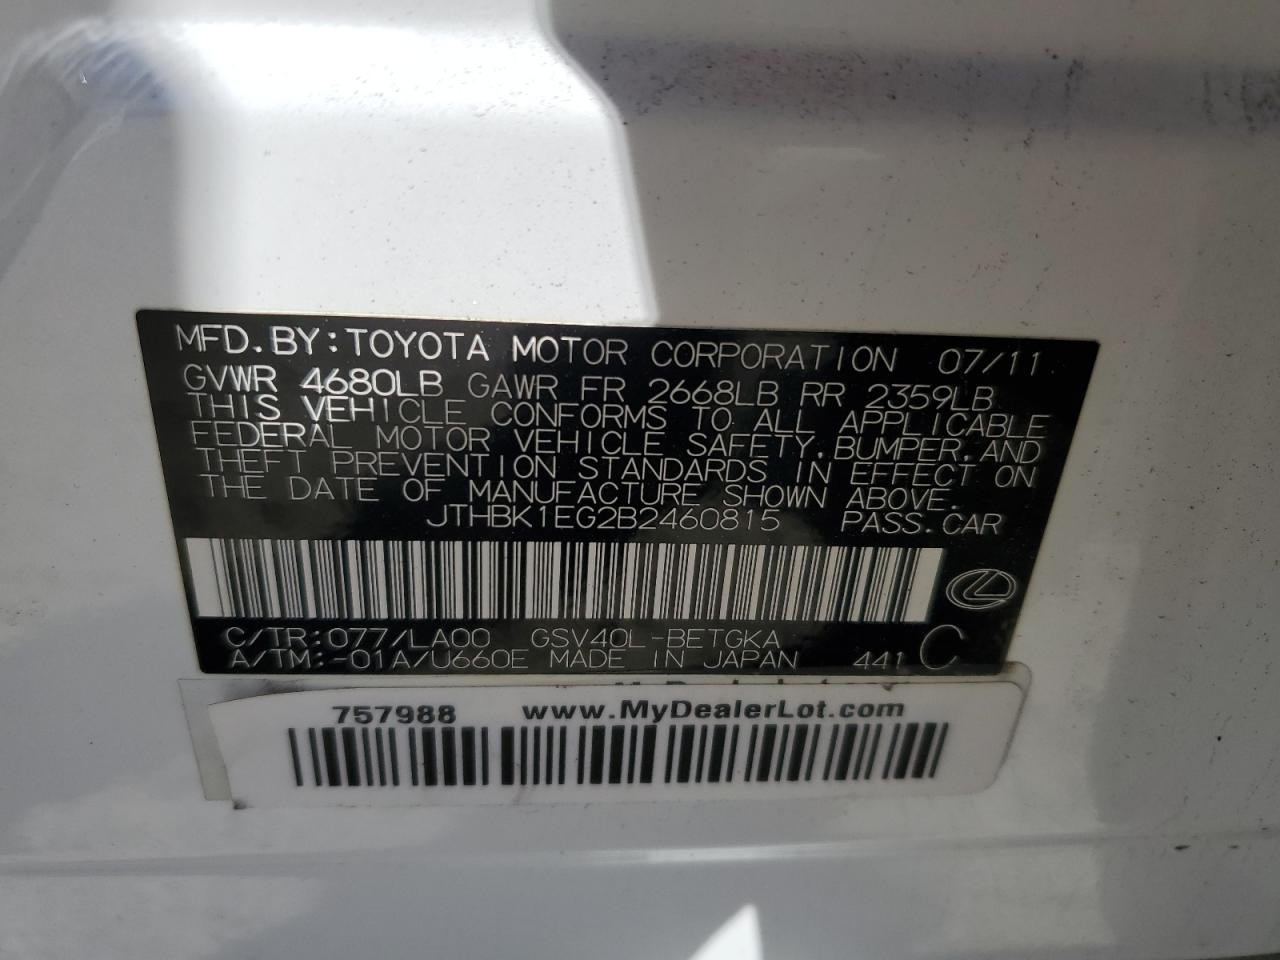 MFD. BY: TOYOTA MOTOR CORPORATION 07/11
GVWR 4680LB GAWR FR 2668LB RR 2359LB
THIS VEHICLE CONFORMS TO ALL APPLICABLE
FEDERAL MOTOR VEHICLE SAFETY, BUMPER, AND
THEFT PREVENTION STANDARDS IN EFFECT ON
THE DATE OF MANUFACTURE SHOWN ABOVE.
JTHBK1EG2B2460815 PASS. CAR
C/TR: 077/LA00 GSV40L-BETGKA
A/TM: -01A/U660E MADE IN JAPAN 441 C
757988 www.MyDealerLot.com